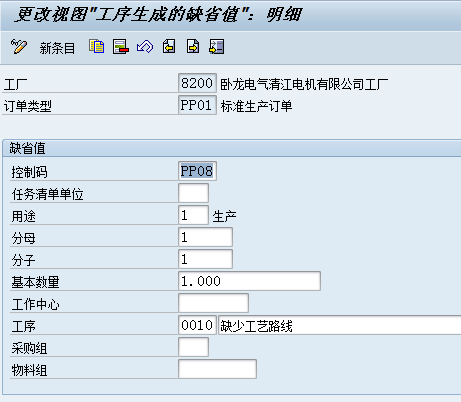 更改视图"工序生成的缺省值": 明细
新条目
工厂 8200 卧龙电气清江电机有限公司工厂
订单类型 PP01 标准生产订单
缺省值
控制码 PP08
任务清单单位
用途 1 生产
分母 1
分子 1
基本数量 1.000
工作中心
工序 0010 缺少工艺路线
采购组
物料组